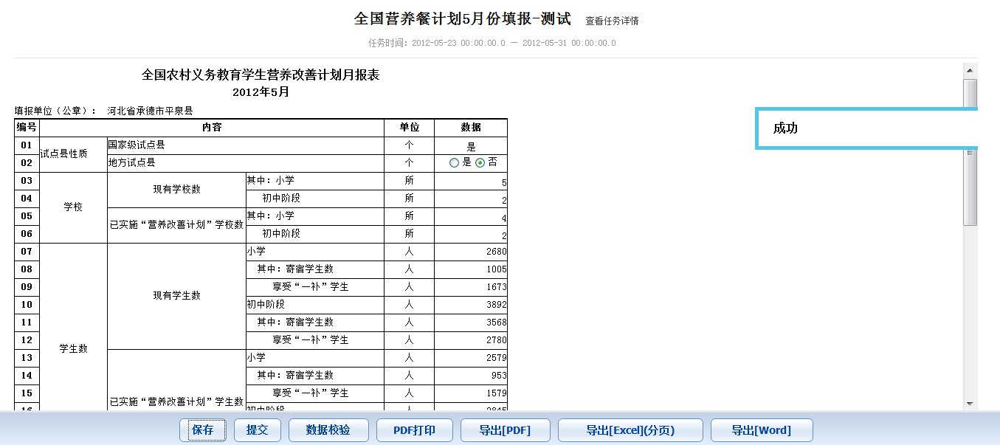 全国营养餐计划5月份填报-测试 查看任务详情
任务时间：2012-05-23 00:00:00.0 — 2012-05-31 00:00:00.0
全国农村义务教育学生营养改善计划月报表
2012年5月
填报单位（公章）： 河北省承德市平泉县
成功
编号 内容 单位 数据
01 试点县性质 国家级试点县 个 是
02 地方试点县 个 是 否
03 学校 现有学校数 其中：小学 所 5
04 初中阶段 所 2
05 已实施“营养改善计划”学校数 其中：小学 所 4
06 初中阶段 所 2
07 学生数 现有学生数 小学 人 2680
08 其中：寄宿学生数 人 1005
09 享受“一补”学生 人 1673
10 初中阶段 人 3892
11 其中：寄宿学生数 人 3568
12 享受“一补”学生 人 2780
13 已实施“营养改善计划”学生数 小学 人 2579
14 其中：寄宿学生数 人 953
15 享受“一补”学生 人 1579
16 初中阶段 人 2845
保存 提交 数据校验 PDF打印 导出[PDF] 导出[Excel](分页) 导出[Word]